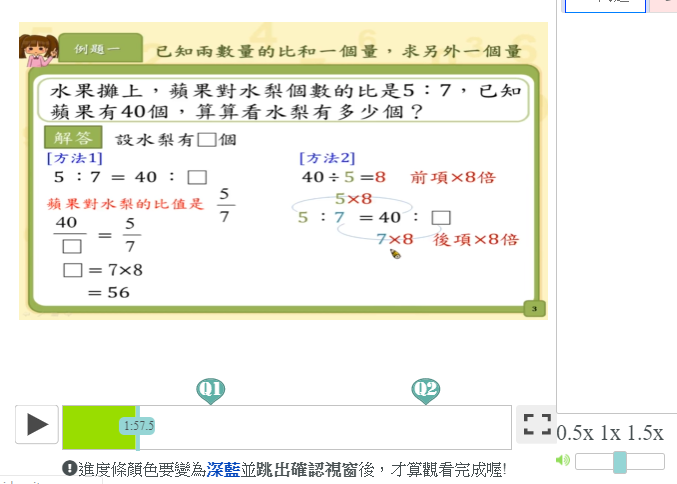 例題一 已知兩數量的比和一個量，求另外一個量
水果攤上，蘋果對水梨個數的比是5：7，已知
蘋果有40個，算算看水梨有多少個？
解答 設水梨有□個
[方法1]
5：7 = 40：□
蘋果對水梨的比值是 5/7
40/□ = 5/7
□ = 7×8
= 56
[方法2]
40÷5=8 前項×8倍
5×8
5：7 = 40：□
7×8 後項×8倍
3
Q1 Q2
1:57.5
0.5x 1x 1.5x
進度條顏色要變為深藍並跳出確認視窗後，才算觀看完成喔!